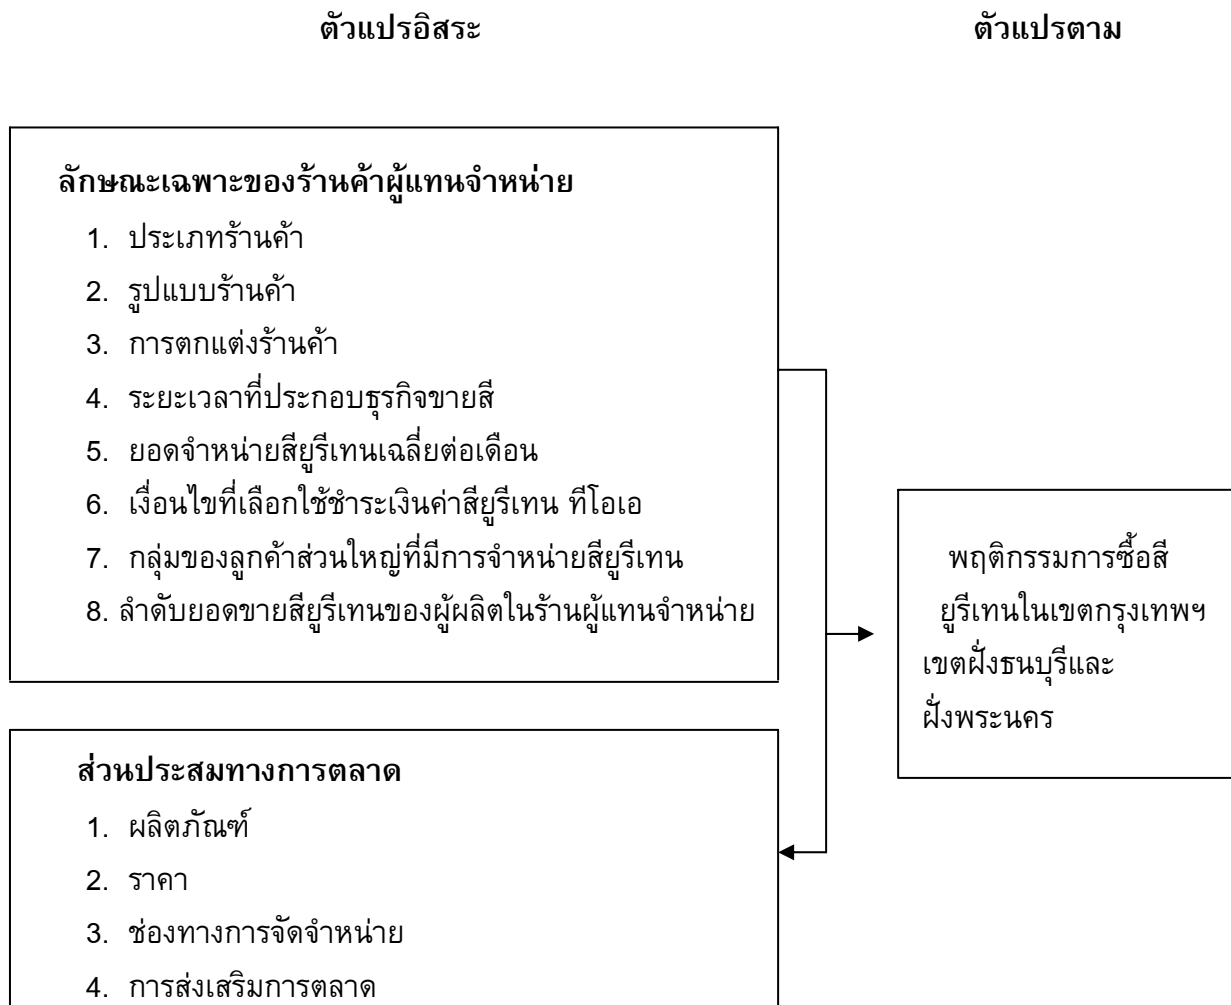 ตัวแปรอิสระ ตัวแปรตาม
ลักษณะเฉพาะของร้านค้าผู้แทนจำหน่าย
1. ประเภทร้านค้า
2. รูปแบบร้านค้า
3. การตกแต่งร้านค้า
4. ระยะเวลาที่ประกอบธุรกิจขายสี
5. ยอดจำหน่ายสียูรีเทนเฉลี่ยต่อเดือน
6. เงื่อนไขที่เลือกใช้ชำระเงินค่าสียูรีเทน ทีโอเอ
7. กลุ่มของลูกค้าส่วนใหญ่ที่มีการจำหน่ายสียูรีเทน
8. ลำดับยอดขายสียูรีเทนของผู้ผลิตในร้านผู้แทนจำหน่าย
พฤติกรรมการซื้อสี
ยูรีเทนในเขตกรุงเทพฯ
เขตฝั่งธนบุรีและ
ฝั่งพระนคร
ส่วนประสมทางการตลาด
1. ผลิตภัณฑ์
2. ราคา
3. ช่องทางการจัดจำหน่าย
4. การส่งเสริมการตลาด